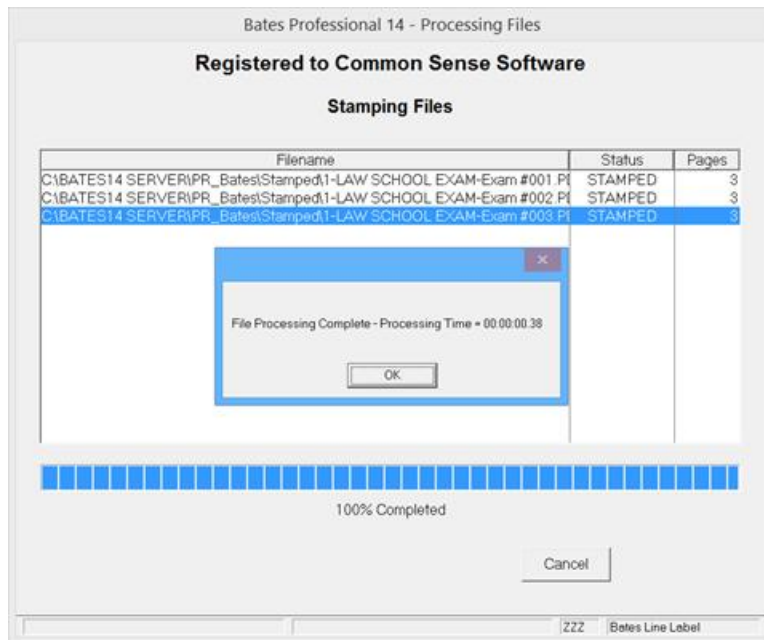 Bates Professional 14 - Processing Files
Registered to Common Sense Software
Stamping Files
Filename Status Pages
C:\BATES14 SERVER\PR_Bates\Stamped\1-LAW SCHOOL EXAM-Exam #001.PI STAMPED 3
C:\BATES14 SERVER\PR_Bates\Stamped\1-LAW SCHOOL EXAM-Exam #002.PI STAMPED 3
C:\BATES14 SERVER\PR_Bates\Stamped\1-LAW SCHOOL EXAM-Exam #003.PI STAMPED 3
File Processing Complete - Processing Time = 00:00:00.38
OK
100% Completed
Cancel
ZZZ Bates Line Label